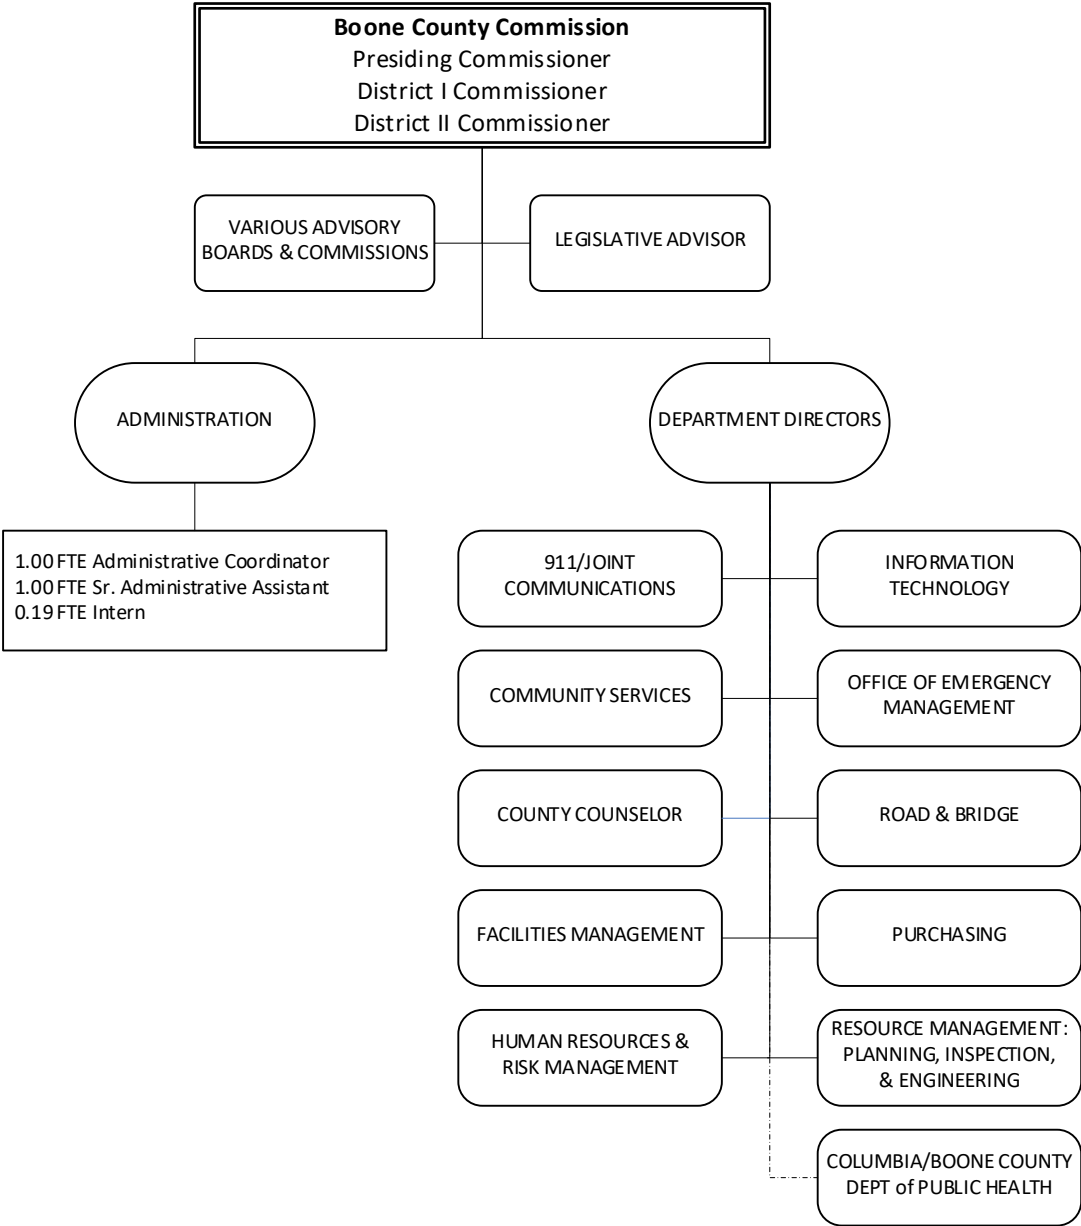 Boone County Commission
Presiding Commissioner
District I Commissioner
District II Commissioner
VARIOUS ADVISORY
BOARDS & COMMISSIONS
LEGISLATIVE ADVISOR
ADMINISTRATION
DEPARTMENT DIRECTORS
1.00 FTE Administrative Coordinator
1.00 FTE Sr. Administrative Assistant
0.19 FTE Intern
911/JOINT
COMMUNICATIONS
INFORMATION
TECHNOLOGY
COMMUNITY SERVICES
OFFICE OF EMERGENCY
MANAGEMENT
COUNTY COUNSELOR
ROAD & BRIDGE
FACILITIES MANAGEMENT
PURCHASING
HUMAN RESOURCES &
RISK MANAGEMENT
RESOURCE MANAGEMENT:
PLANNING, INSPECTION,
& ENGINEERING
COLUMBIA/BOONE COUNTY
DEPT of PUBLIC HEALTH